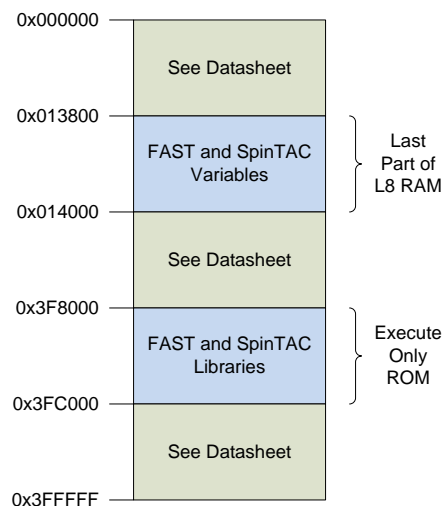 0x000000
See Datasheet
0x013800
FAST and SpinTAC
Variables
Last
Part of
L8 RAM
0x014000
See Datasheet
0x3F8000
FAST and SpinTAC
Libraries
Execute
Only
ROM
0x3FC000
See Datasheet
0x3FFFFF